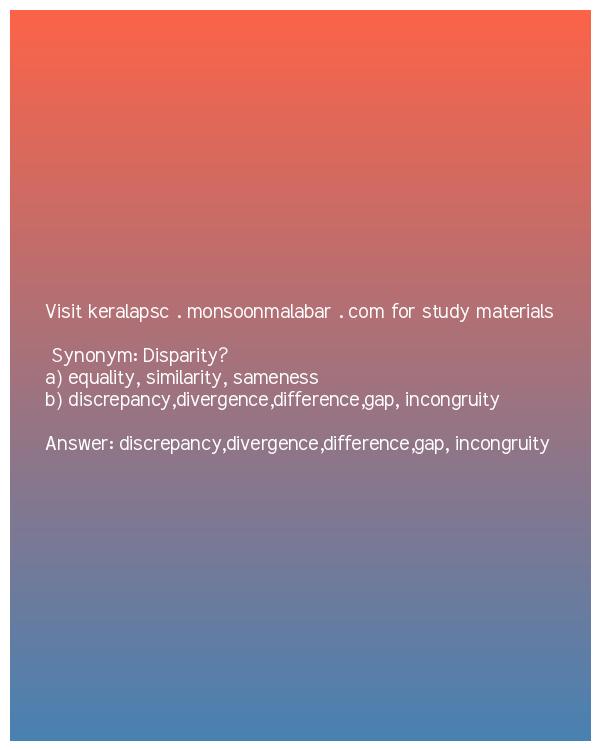 Visit keralapsc . monsoonmalabar . com for study materials
Synonym: Disparity?
a) equality, similarity, sameness
b) discrepancy,divergence,difference,gap, incongruity
Answer: discrepancy,divergence,difference,gap, incongruity